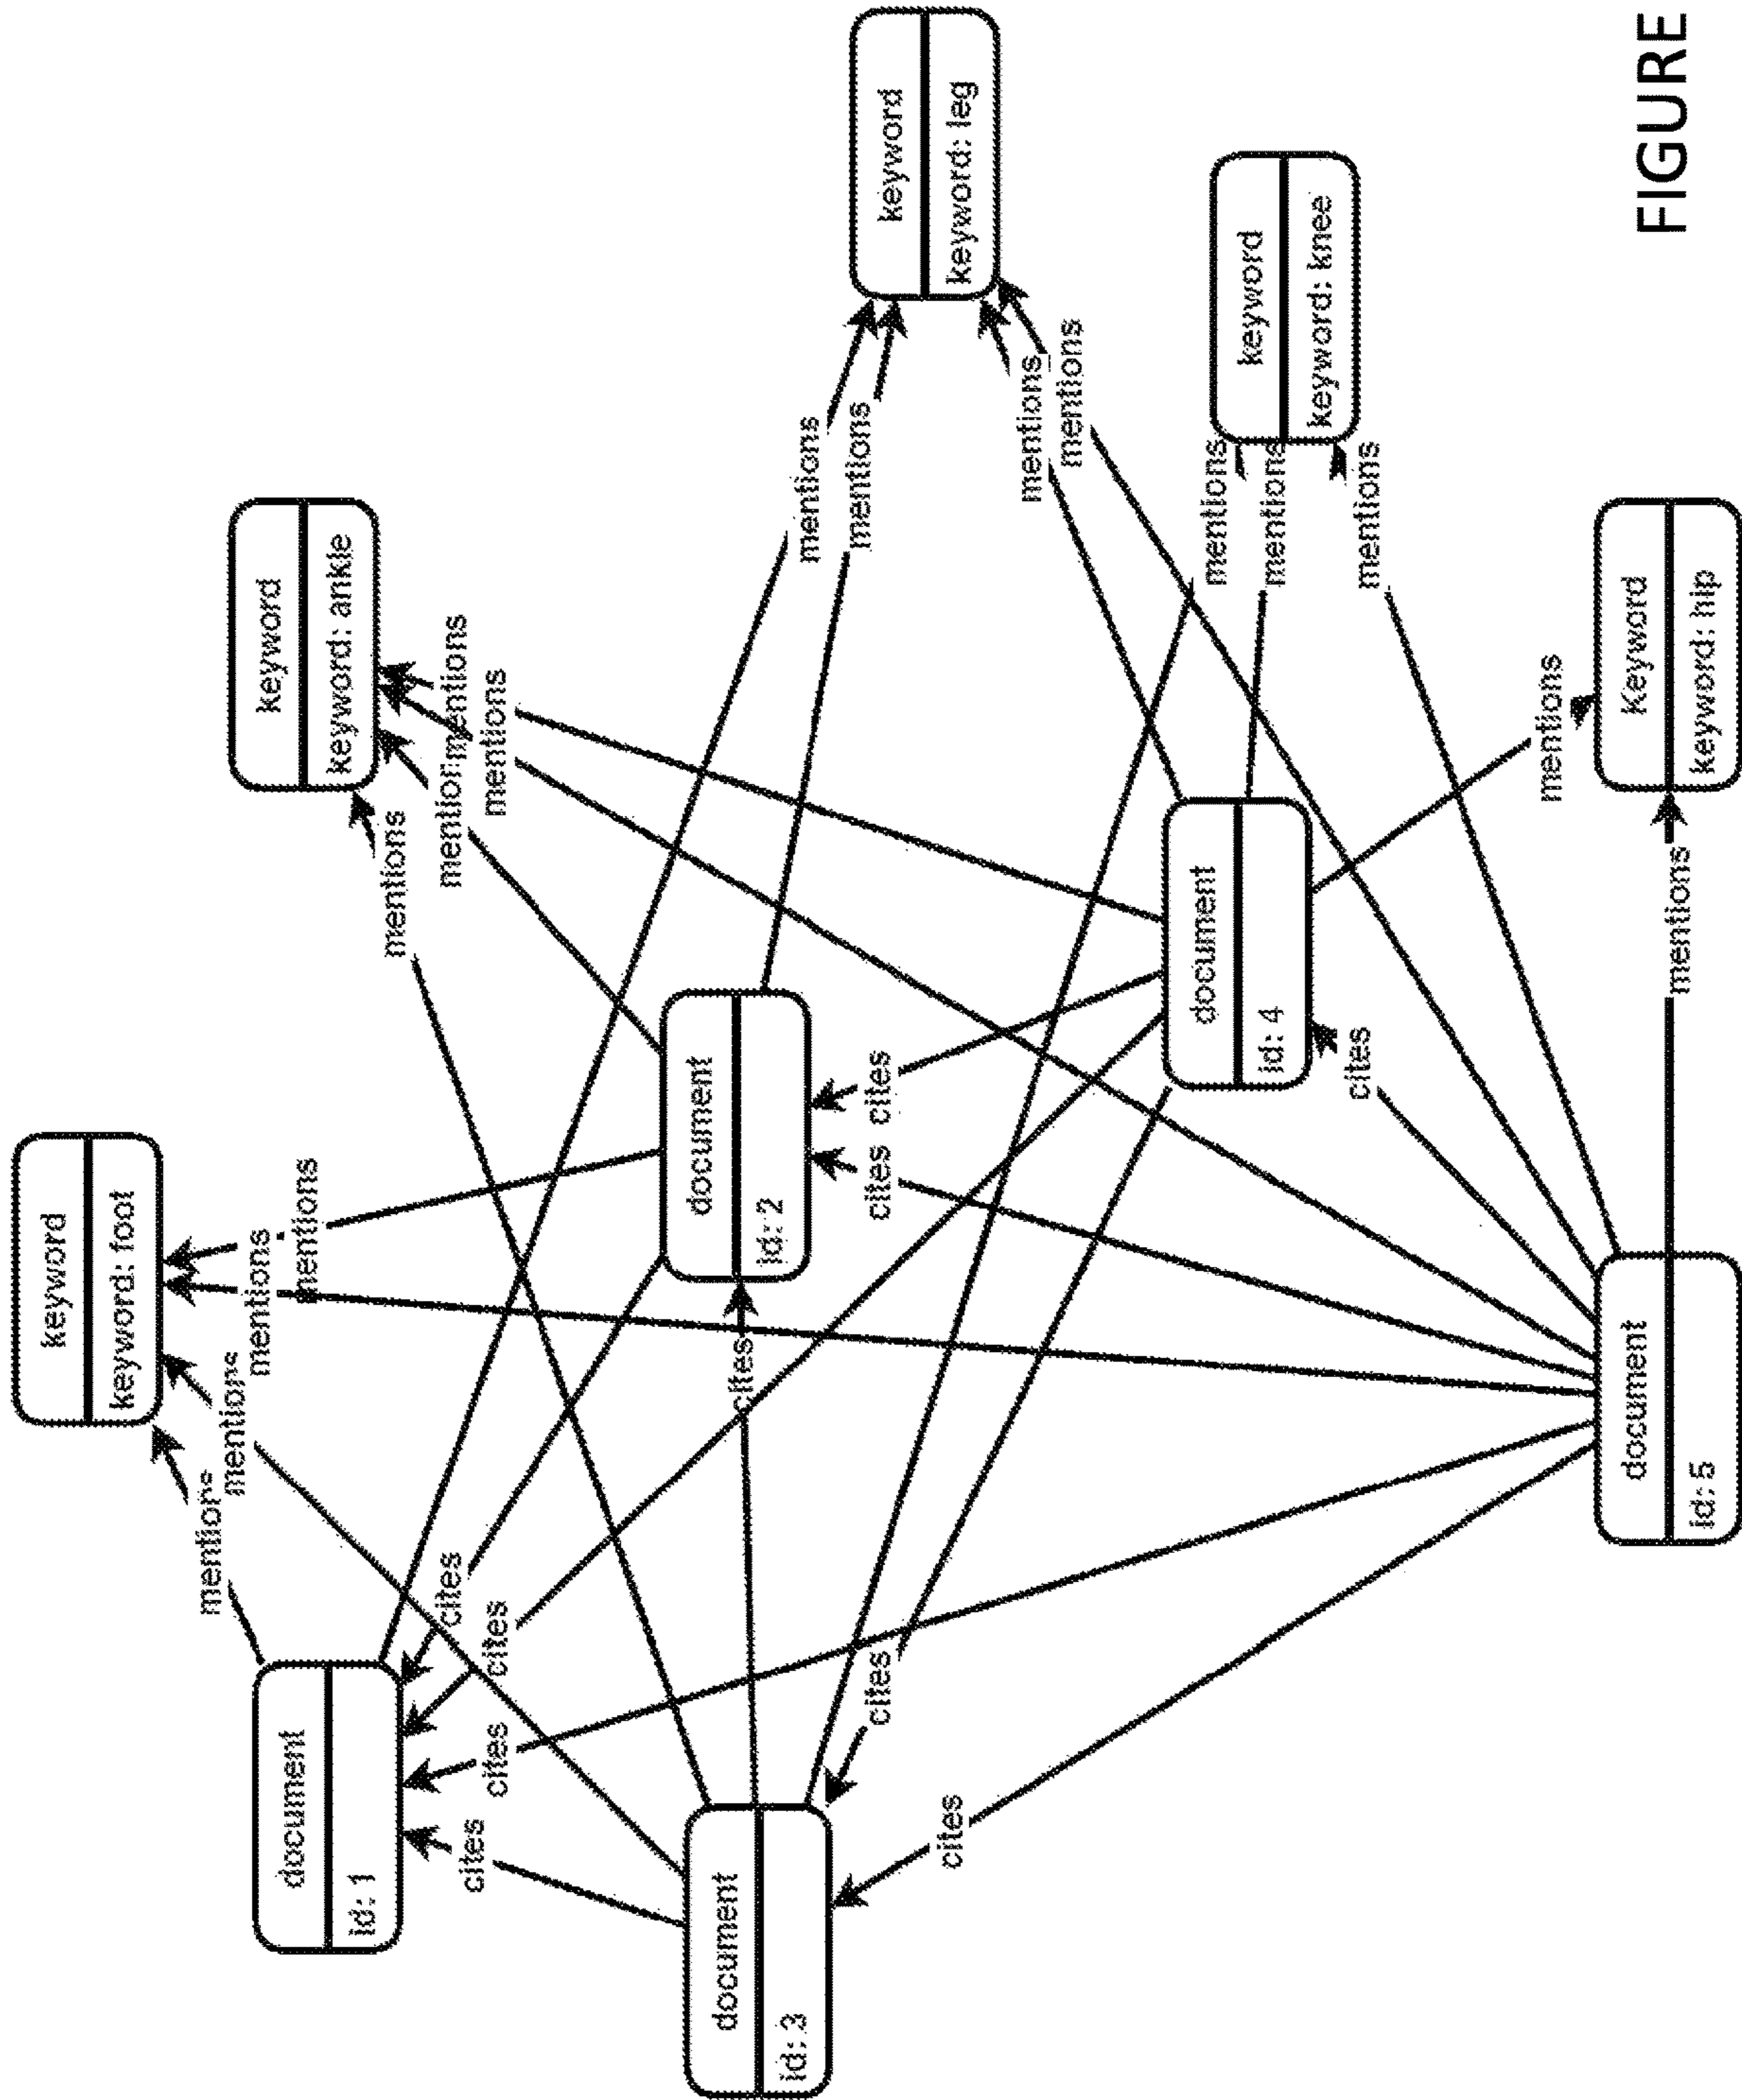 keyword
keyword: foot
mentions
mentions
mentions
mentions
keyword
keyword: ankle
document
id: 1
mentions
mentions
mentions
mentions
cites
cites
cites
cites
document
id: 2
document
id: 3
cites
mentions
mentions
keyword
keyword: leg
cites
cites
cites
cites
mentions
mentions
document
id: 4
mentions
mentions
mentions
keyword
keyword: knee
cites
mentions
document
id: 5
mentions
Keyword
keyword: hip
FIGURE